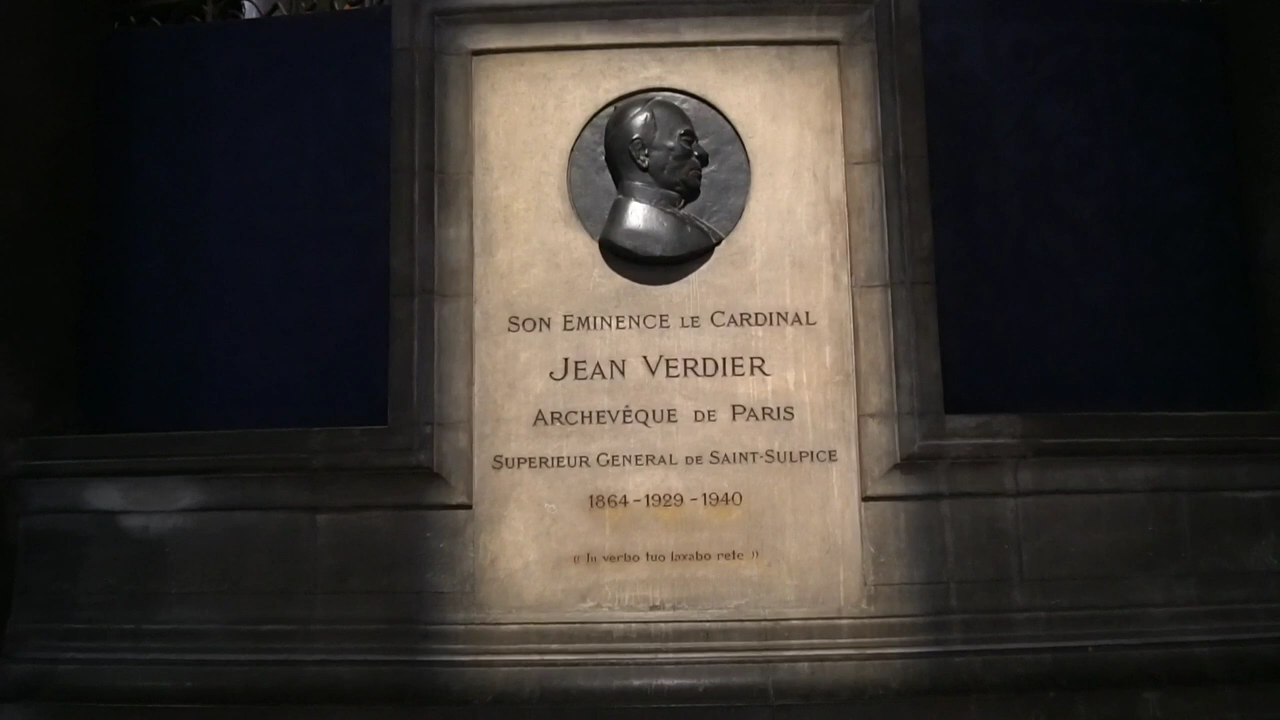 SON EMINENCE LE CARDINAL
JEAN VERDIER
ARCHEVÊQUE DE PARIS
SUPERIEUR GENERAL DE SAINT-SULPICE
1864-1929-1940
« In verbo tuo laxabo rete »